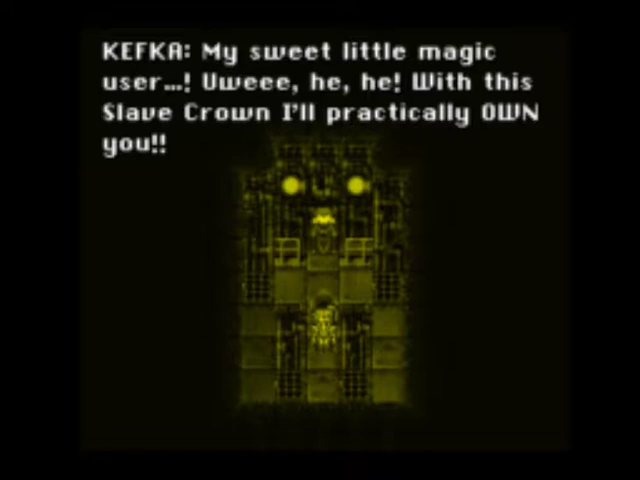 KEFKA: My sweet little magic
user...! Uweee, he, he! With this
Slave Crown I'll practically OWN
you!!